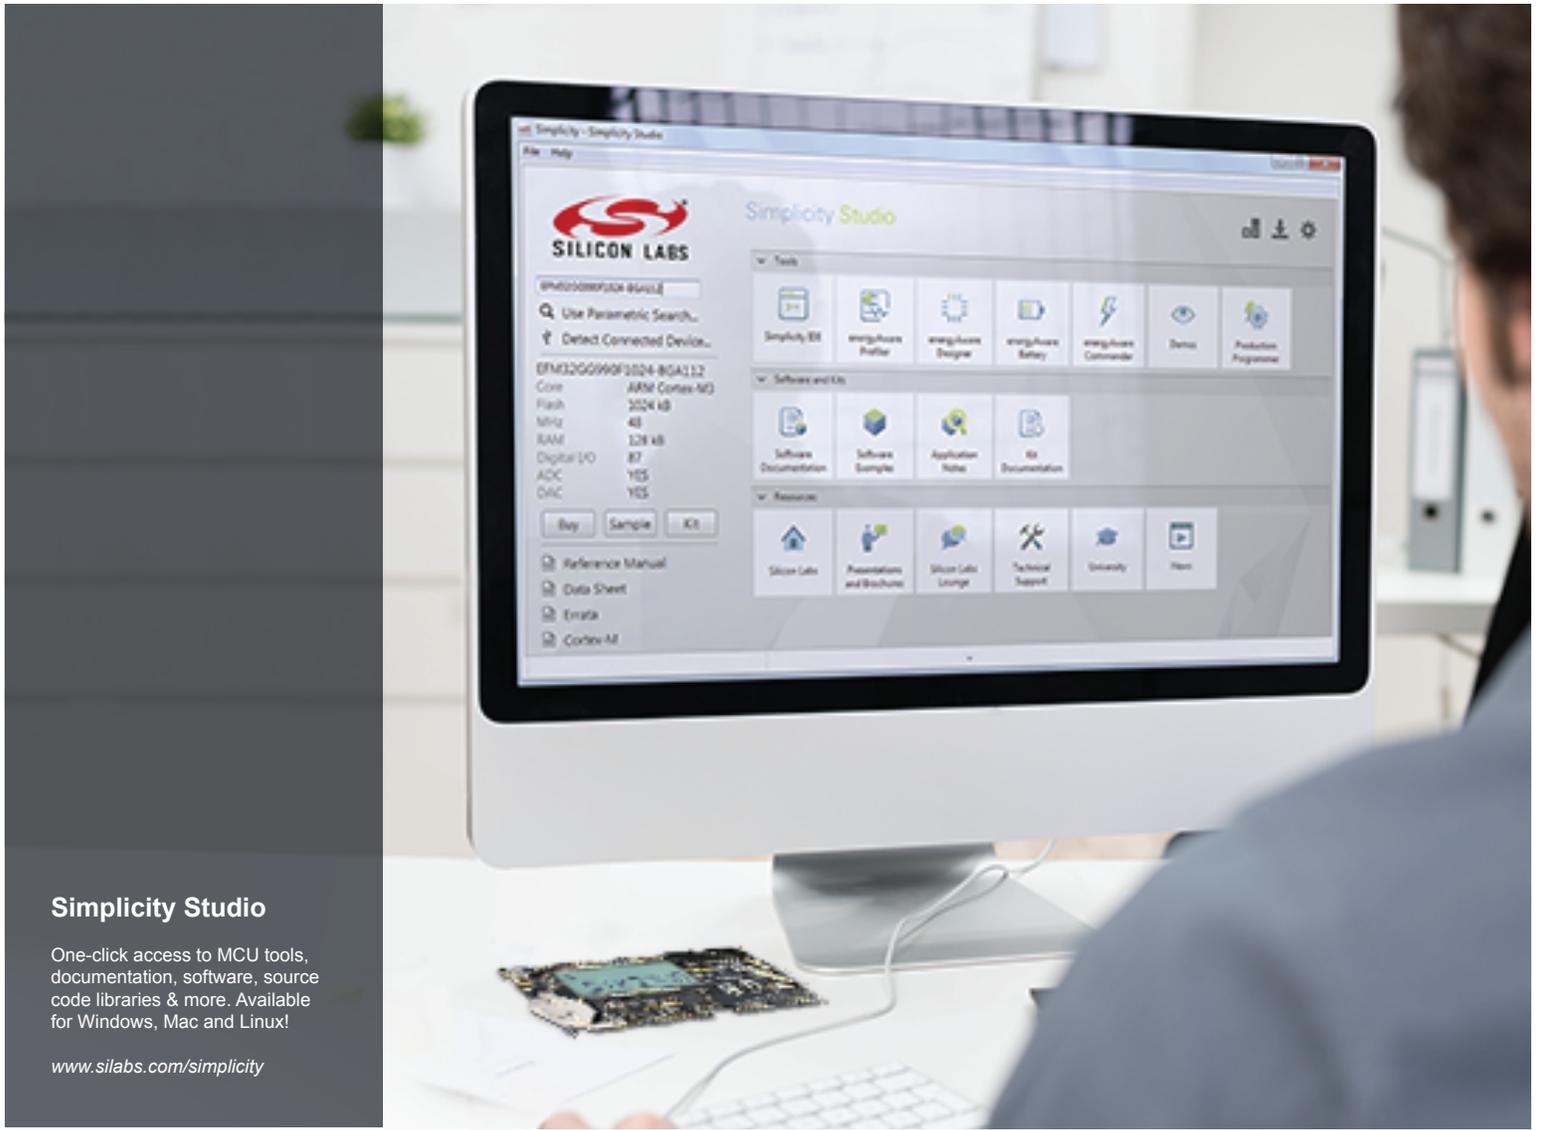 Simplicity - Simplicity Studio
File Help
SILICON LABS
Simplicity Studio
EFM32GG990F1024-BGA112
Use Parametric Search...
Detect Connected Device...
EFM32GG990F1024-BGA112
Core ARM Cortex-M3
Flash 1024 kB
MHz 48
RAM 128 kB
Digital I/O 87
ADC YES
DAC YES
Buy Sample Kit
Reference Manual
Data Sheet
Errata
Cortex-M
Tools
Simplicity IDE
energyAware
Profiler
energyAware
Designer
energyAware
Battery
energyAware
Commander
Demos
Production
Programmer
Software and Kits
Software
Documentation
Software
Examples
Application
Notes
Kit
Documentation
Resources
Silicon Labs
Presentations
and Brochures
Silicon Labs
Lounge
Technical
Support
University
Simplicity Studio
One-click access to MCU tools,
documentation, software, source
code libraries & more. Available
for Windows, Mac and Linux!
www.silabs.com/simplicity